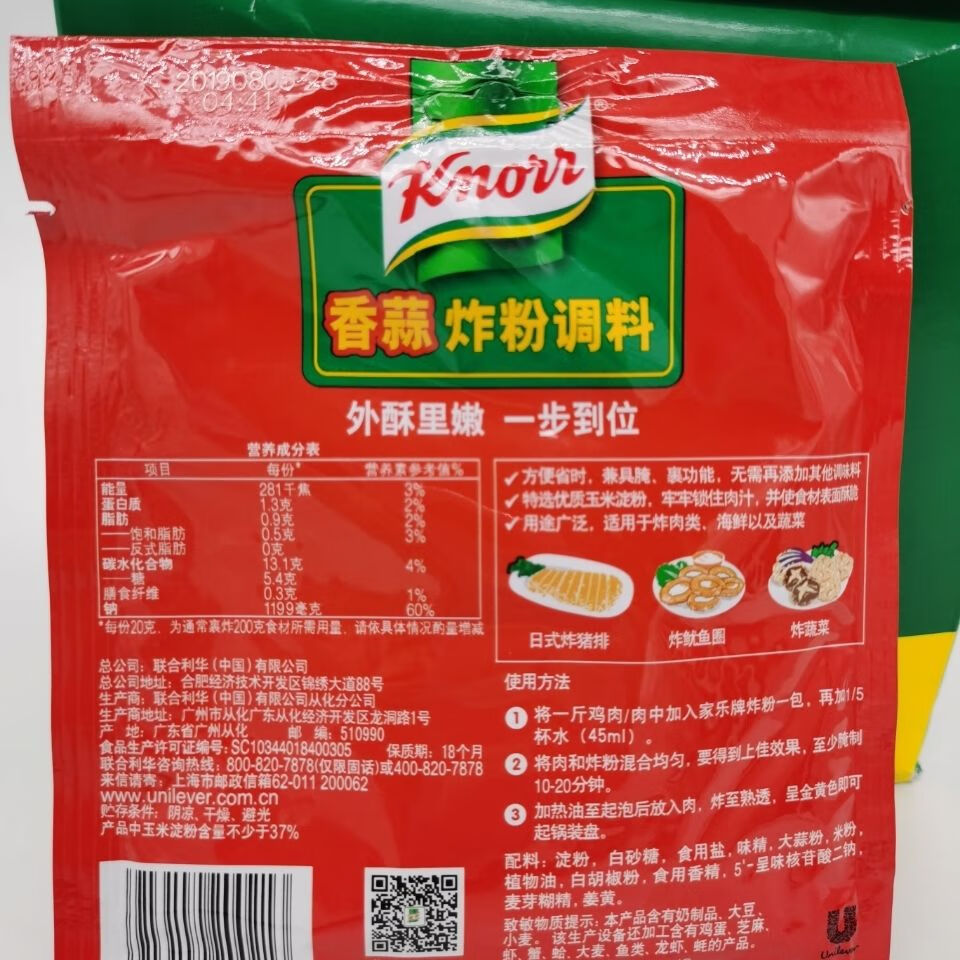 20190805 28
04:41
Knorr
香蒜炸粉调料
外酥里嫩 一步到位
营养成分表
项目 每份* 营养素参考值%
能量 281千焦 3%
蛋白质 1.3克 2%
脂肪 0.9克 2%
——饱和脂肪 0.5克 3%
——反式脂肪 0克
碳水化合物 13.1克 4%
——糖 5.4克
膳食纤维 0.3克 1%
钠 1199毫克 60%
*每份20克，为通常裹炸200克食材所需用量，请依具体情况酌量增减
总公司：联合利华（中国）有限公司
总公司地址：合肥经济技术开发区锦绣大道88号
生产商：联合利华（中国）有限公司从化分公司
生产商地址：广州市从化广东从化经济开发区龙洞路1号
产 地：广东省广州从化 邮 编：510990
食品生产许可证编号：SC10344018400305 保质期：18个月
联合利华咨询热线：800-820-7878(仅限固话)或400-820-7878
来信请寄：上海市邮政信箱62-011 200062
www.unilever.com.cn
贮存条件：阴凉、干燥、避光
产品中玉米淀粉含量不少于37%
✓方便省时，兼具腌、裹功能，无需再添加其他调味料
✓特选优质玉米淀粉，牢牢锁住肉汁，并使食材表面酥脆
✓用途广泛，适用于炸肉类、海鲜以及蔬菜
日式炸猪排 炸鱿鱼圈 炸蔬菜
使用方法
1 将一斤鸡肉/肉中加入家乐牌炸粉一包，再加1/5
杯水（45ml）。
2 将肉和炸粉混合均匀，要得到上佳效果，至少腌制
10-20分钟。
3 加热油至起泡后放入肉，炸至熟透，呈金黄色即可
起锅装盘。
配料：淀粉，白砂糖，食用盐，味精，大蒜粉，米粉，
植物油，白胡椒粉，食用香精，5'-呈味核苷酸二钠，
麦芽糊精，姜黄。
致敏物质提示：本产品含有奶制品、大豆、
小麦。该生产设备还加工含有鸡蛋、芝麻、
虾、蟹、蛤、大麦、鱼类、龙虾、蚝的产品。
Unilever